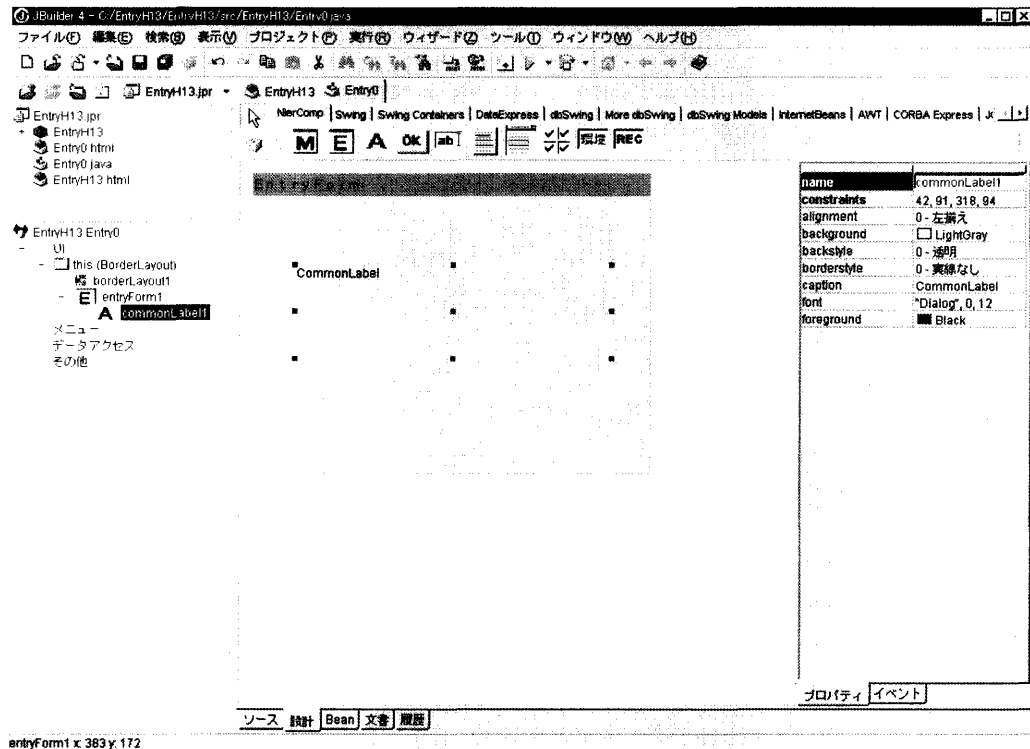 JBuilder 4 - C:/EntryH13/EntryH13/src/EntryH13/Entry0.java
ファイル(F) 編集(E) 検索(S) 表示(V) プロジェクト(P) 実行(R) ウィザード(Z) ツール(T) ウィンドウ(W) ヘルプ(H)
EntryH13.jpr EntryH13 Entry0
EntryH13.jpr
EntryH13
Entry0 html
Entry0 java
EntryH13 html
NierComp Swing Swing Containers DataExpress dbSwing More dbSwing dbSwing Models InternetBeans AWT CORBA Express
M E A OK ab 環境 REC
EntryH13 Entry0
UI
this (BorderLayout)
borderLayout1
E entryForm1
A commonLabel1
メニュー
データアクセス
その他
EntryForm
CommonLabel
name commonLabel1
constraints 42, 91, 318, 94
alignment 0 - 左揃え
background LightGray
backstyle 0 - 透明
borderstyle 0 - 実線なし
caption CommonLabel
font "Dialog", 0, 12
foreground Black
プロパティ イベント
ソース 設計 Bean 文書 履歴
entryForm1 x: 383 y: 172